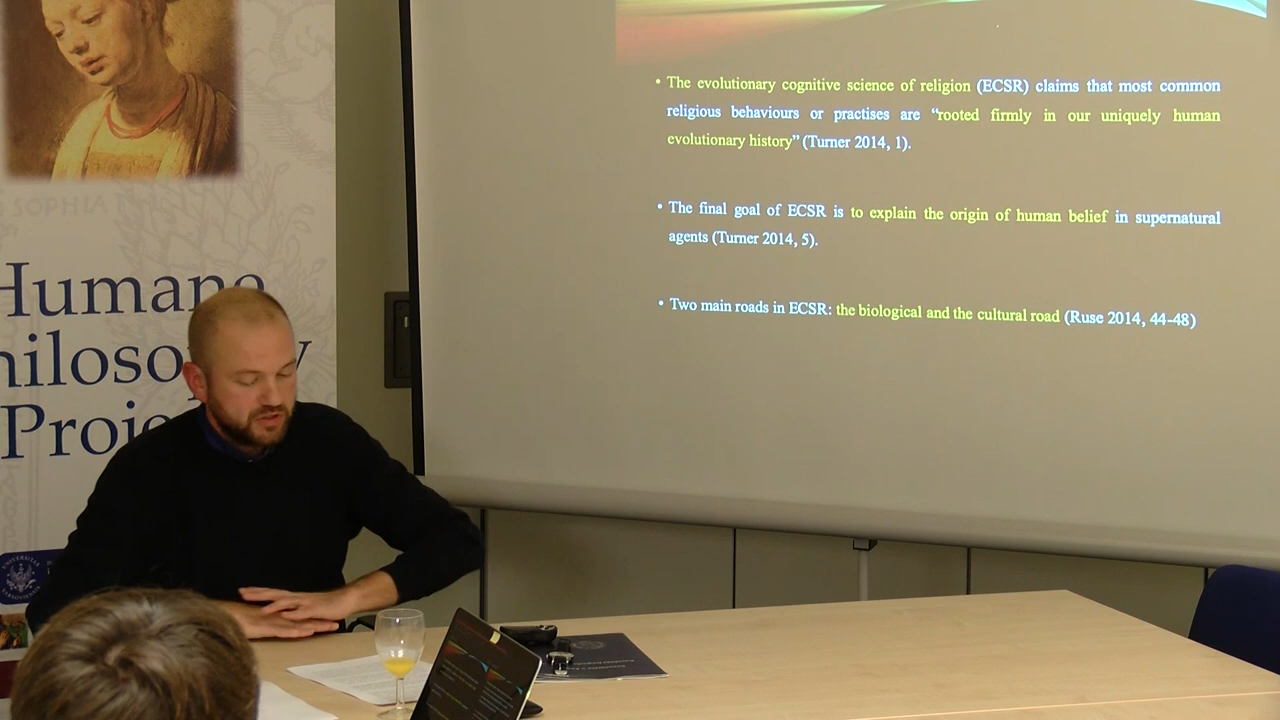 • The evolutionary cognitive science of religion (ECSR) claims that most common
religious behaviours or practises are “rooted firmly in our uniquely human
evolutionary history” (Turner 2014, 1).
• The final goal of ECSR is to explain the origin of human belief in supernatural
agents (Turner 2014, 5).
• Two main roads in ECSR: the biological and the cultural road (Ruse 2014, 44-48)
SOPHIA
Humane
hilosophy
Proje